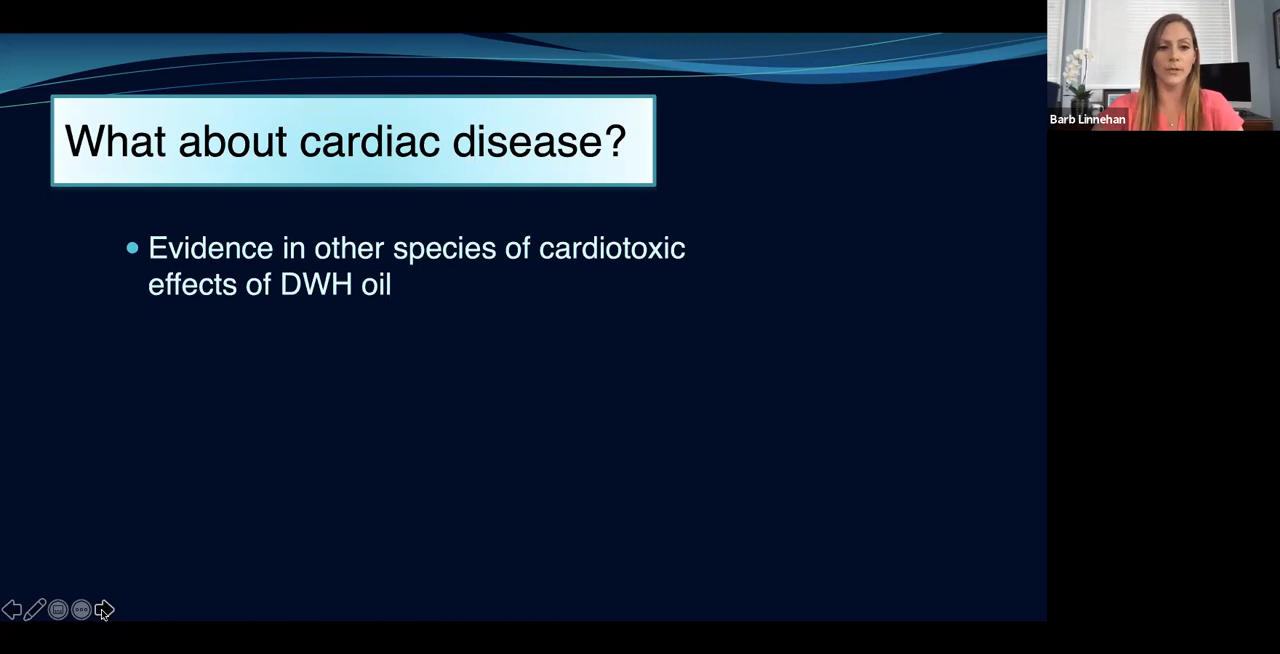 What about cardiac disease?
Evidence in other species of cardiotoxic
effects of DWH oil
Barb Linnehan